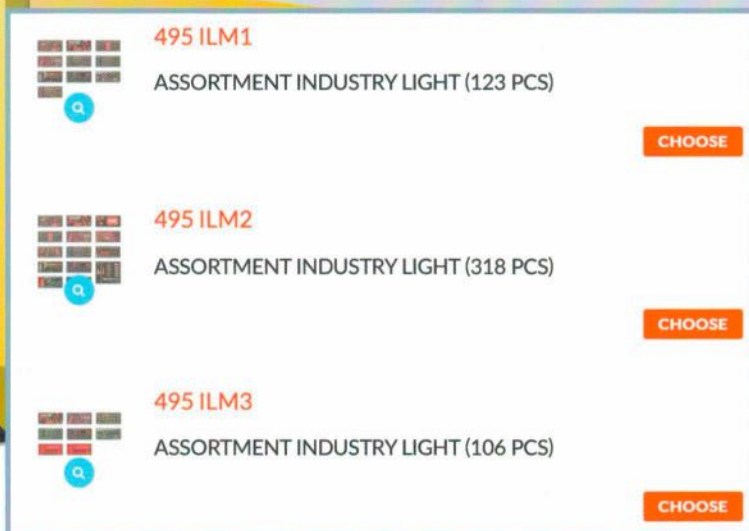 495 ILM1
ASSORTMENT INDUSTRY LIGHT (123 PCS)
CHOOSE
495 ILM2
ASSORTMENT INDUSTRY LIGHT (318 PCS)
CHOOSE
495 ILM3
ASSORTMENT INDUSTRY LIGHT (106 PCS)
CHOOSE